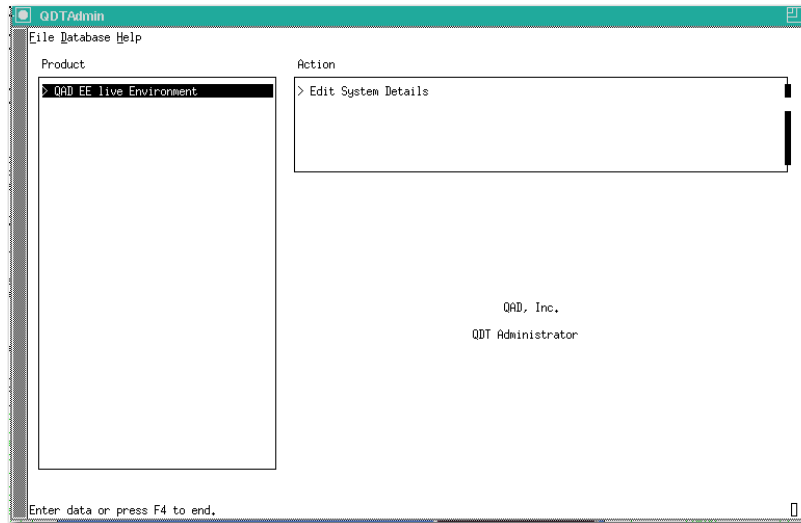 QDTAdmin
File Database Help
Product
Action
> QAD EE live Environment
> Edit System Details
QAD, Inc.
QDT Administrator
Enter data or press F4 to end.